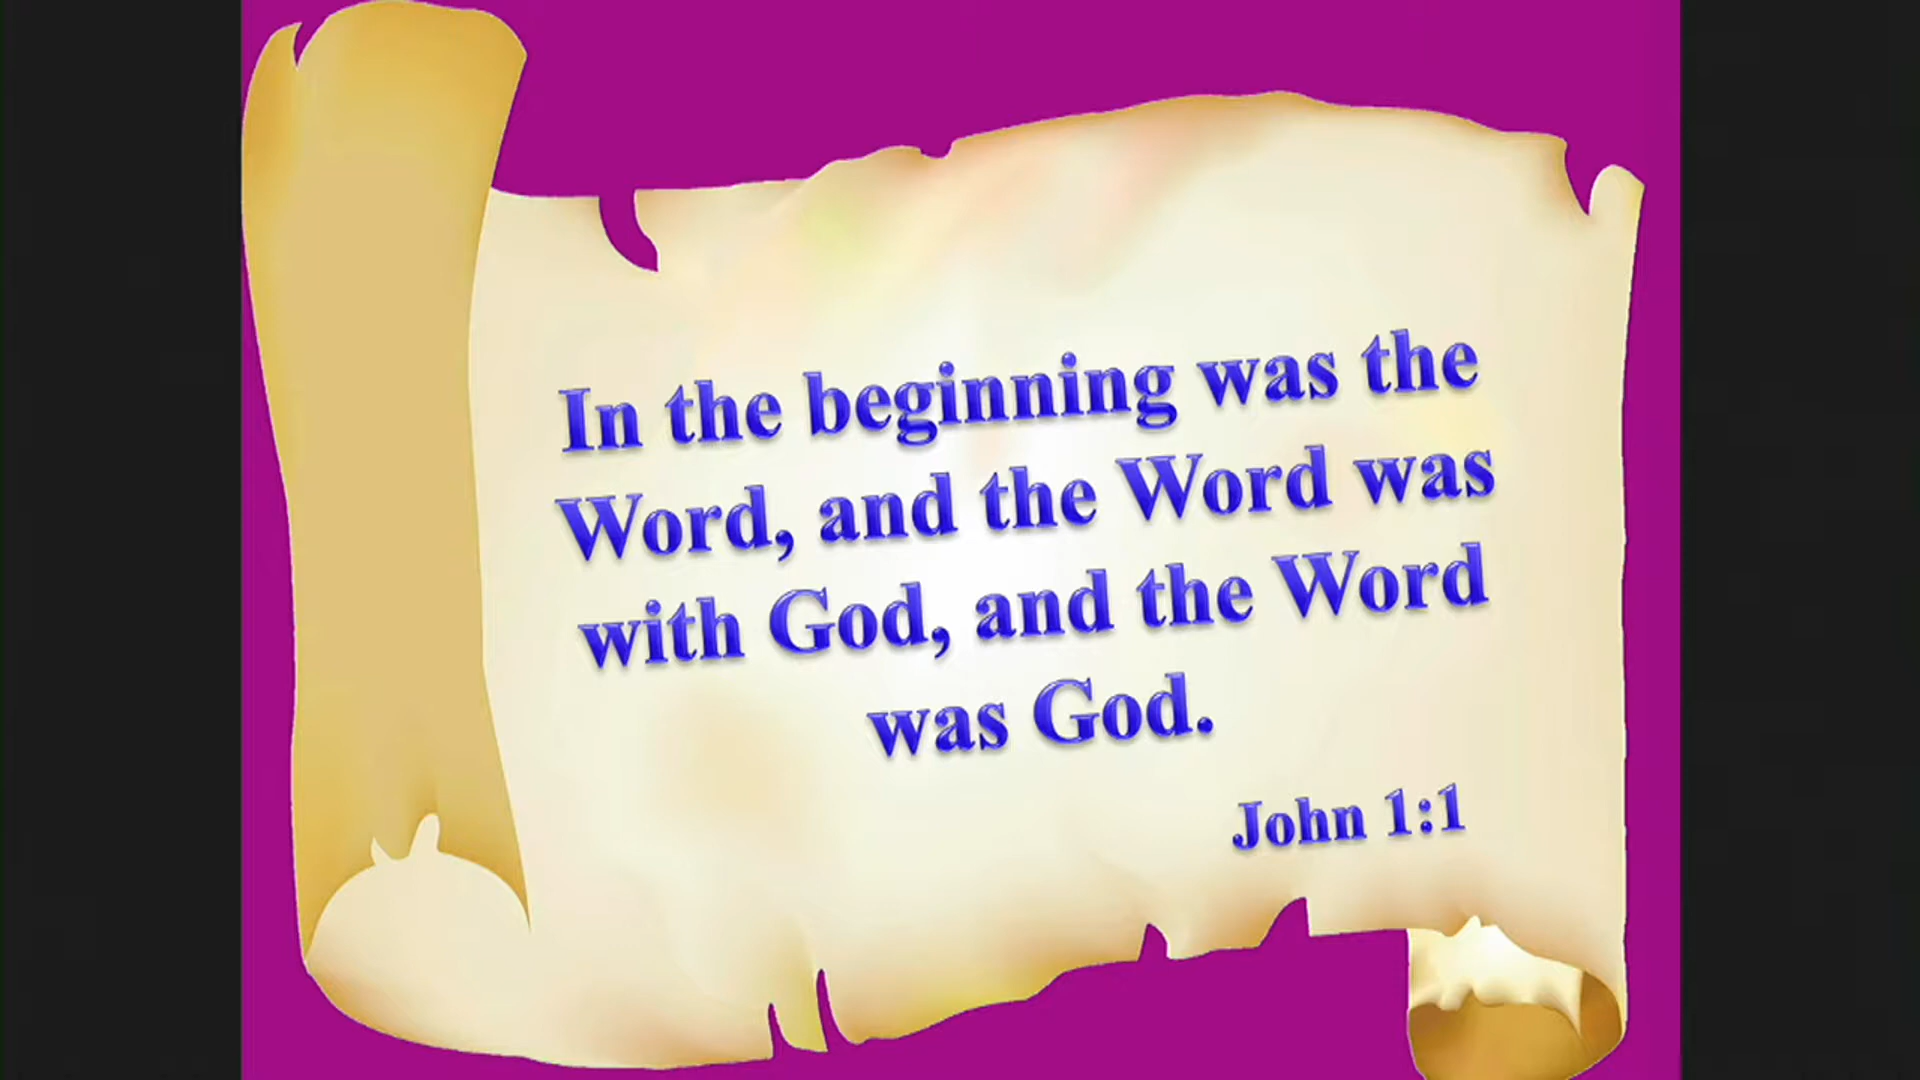 In the beginning was the
Word, and the Word was
with God, and the Word
was God.
John 1:1